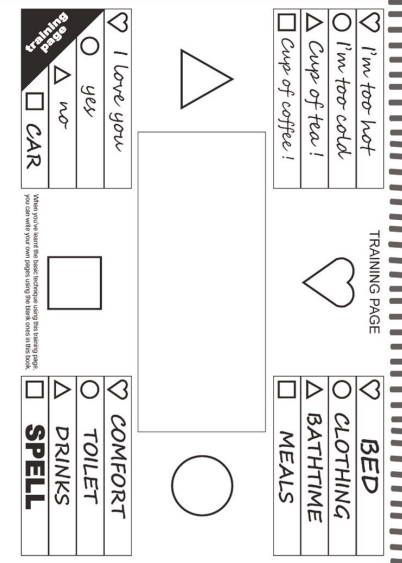 TRAINING PAGE
I'm too hot
I'm too cold
Cup of tea !
Cup of coffee !
BED
CLOTHING
BATHTIME
MEALS
I love you
yes
no
CAR
training
page
COMFORT
TOILET
DRINKS
SPELL
When you've learnt the basic technique using this training page,
you can write your own pages using the blank ones in this book.